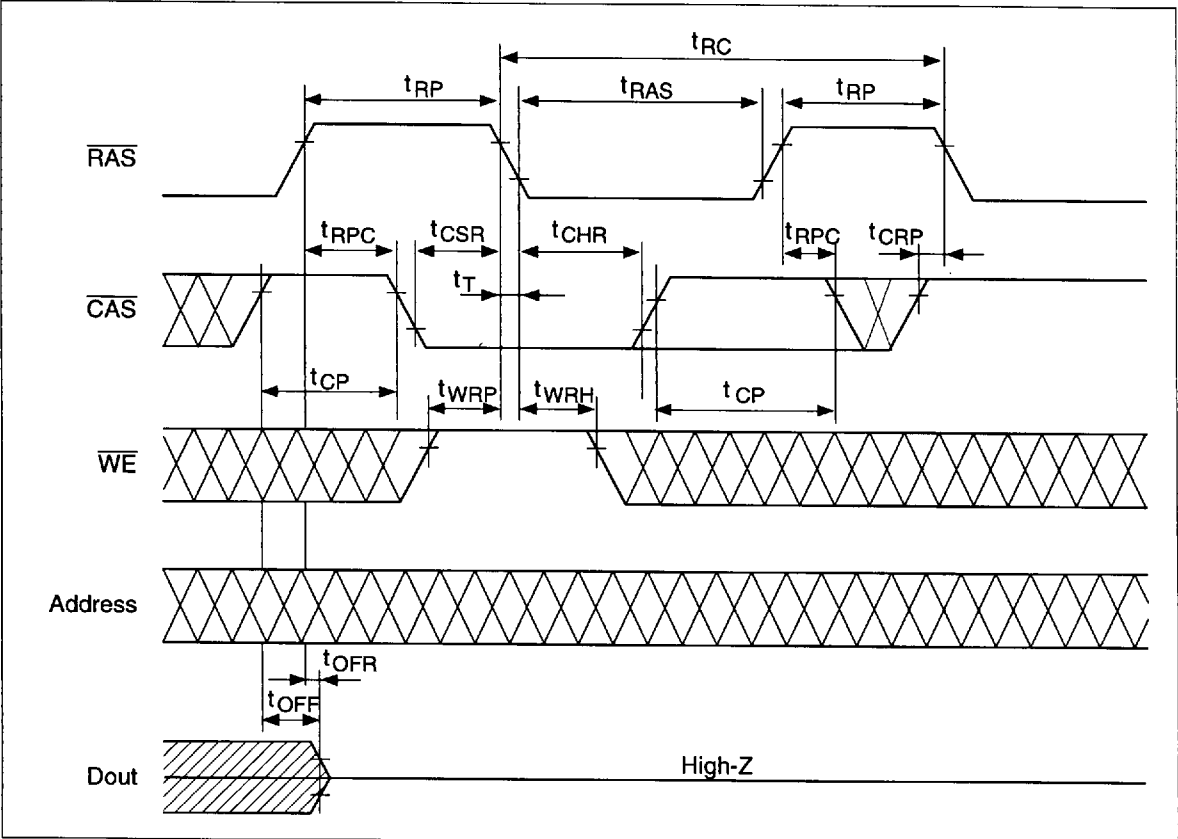 tRC
tRP tRAS tRP
RAS
tRPC tCSR tCHR tRPC tCRP
tT
CAS
tCP tWRP tWRH tCP
WE
Address
tOFR
tOFF
Dout High-Z